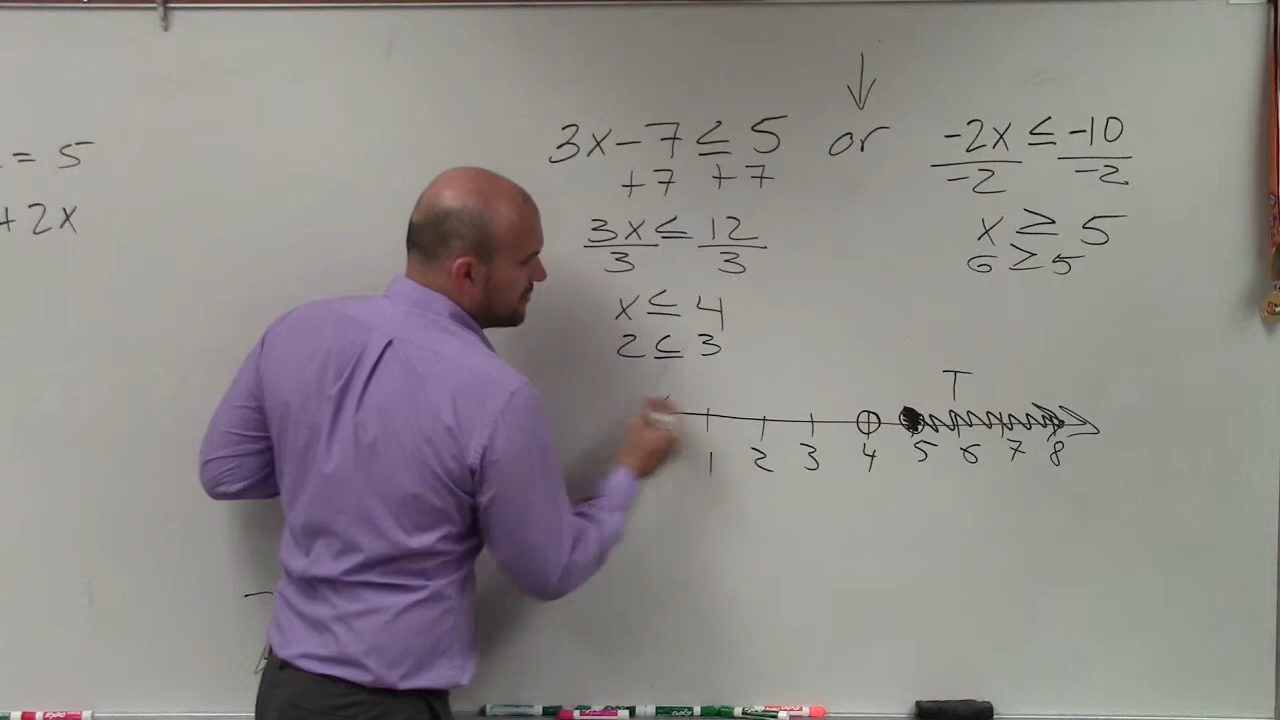 = 5
+2x
3x-7 ≤ 5 or -2x ≤ -10
+7 +7 -2 -2
3x ≤ 12 x ≥ 5
3 3 6 ≥ 5
x ≤ 4
2 ≤ 3
T
1 2 3 4 5 6 7 8